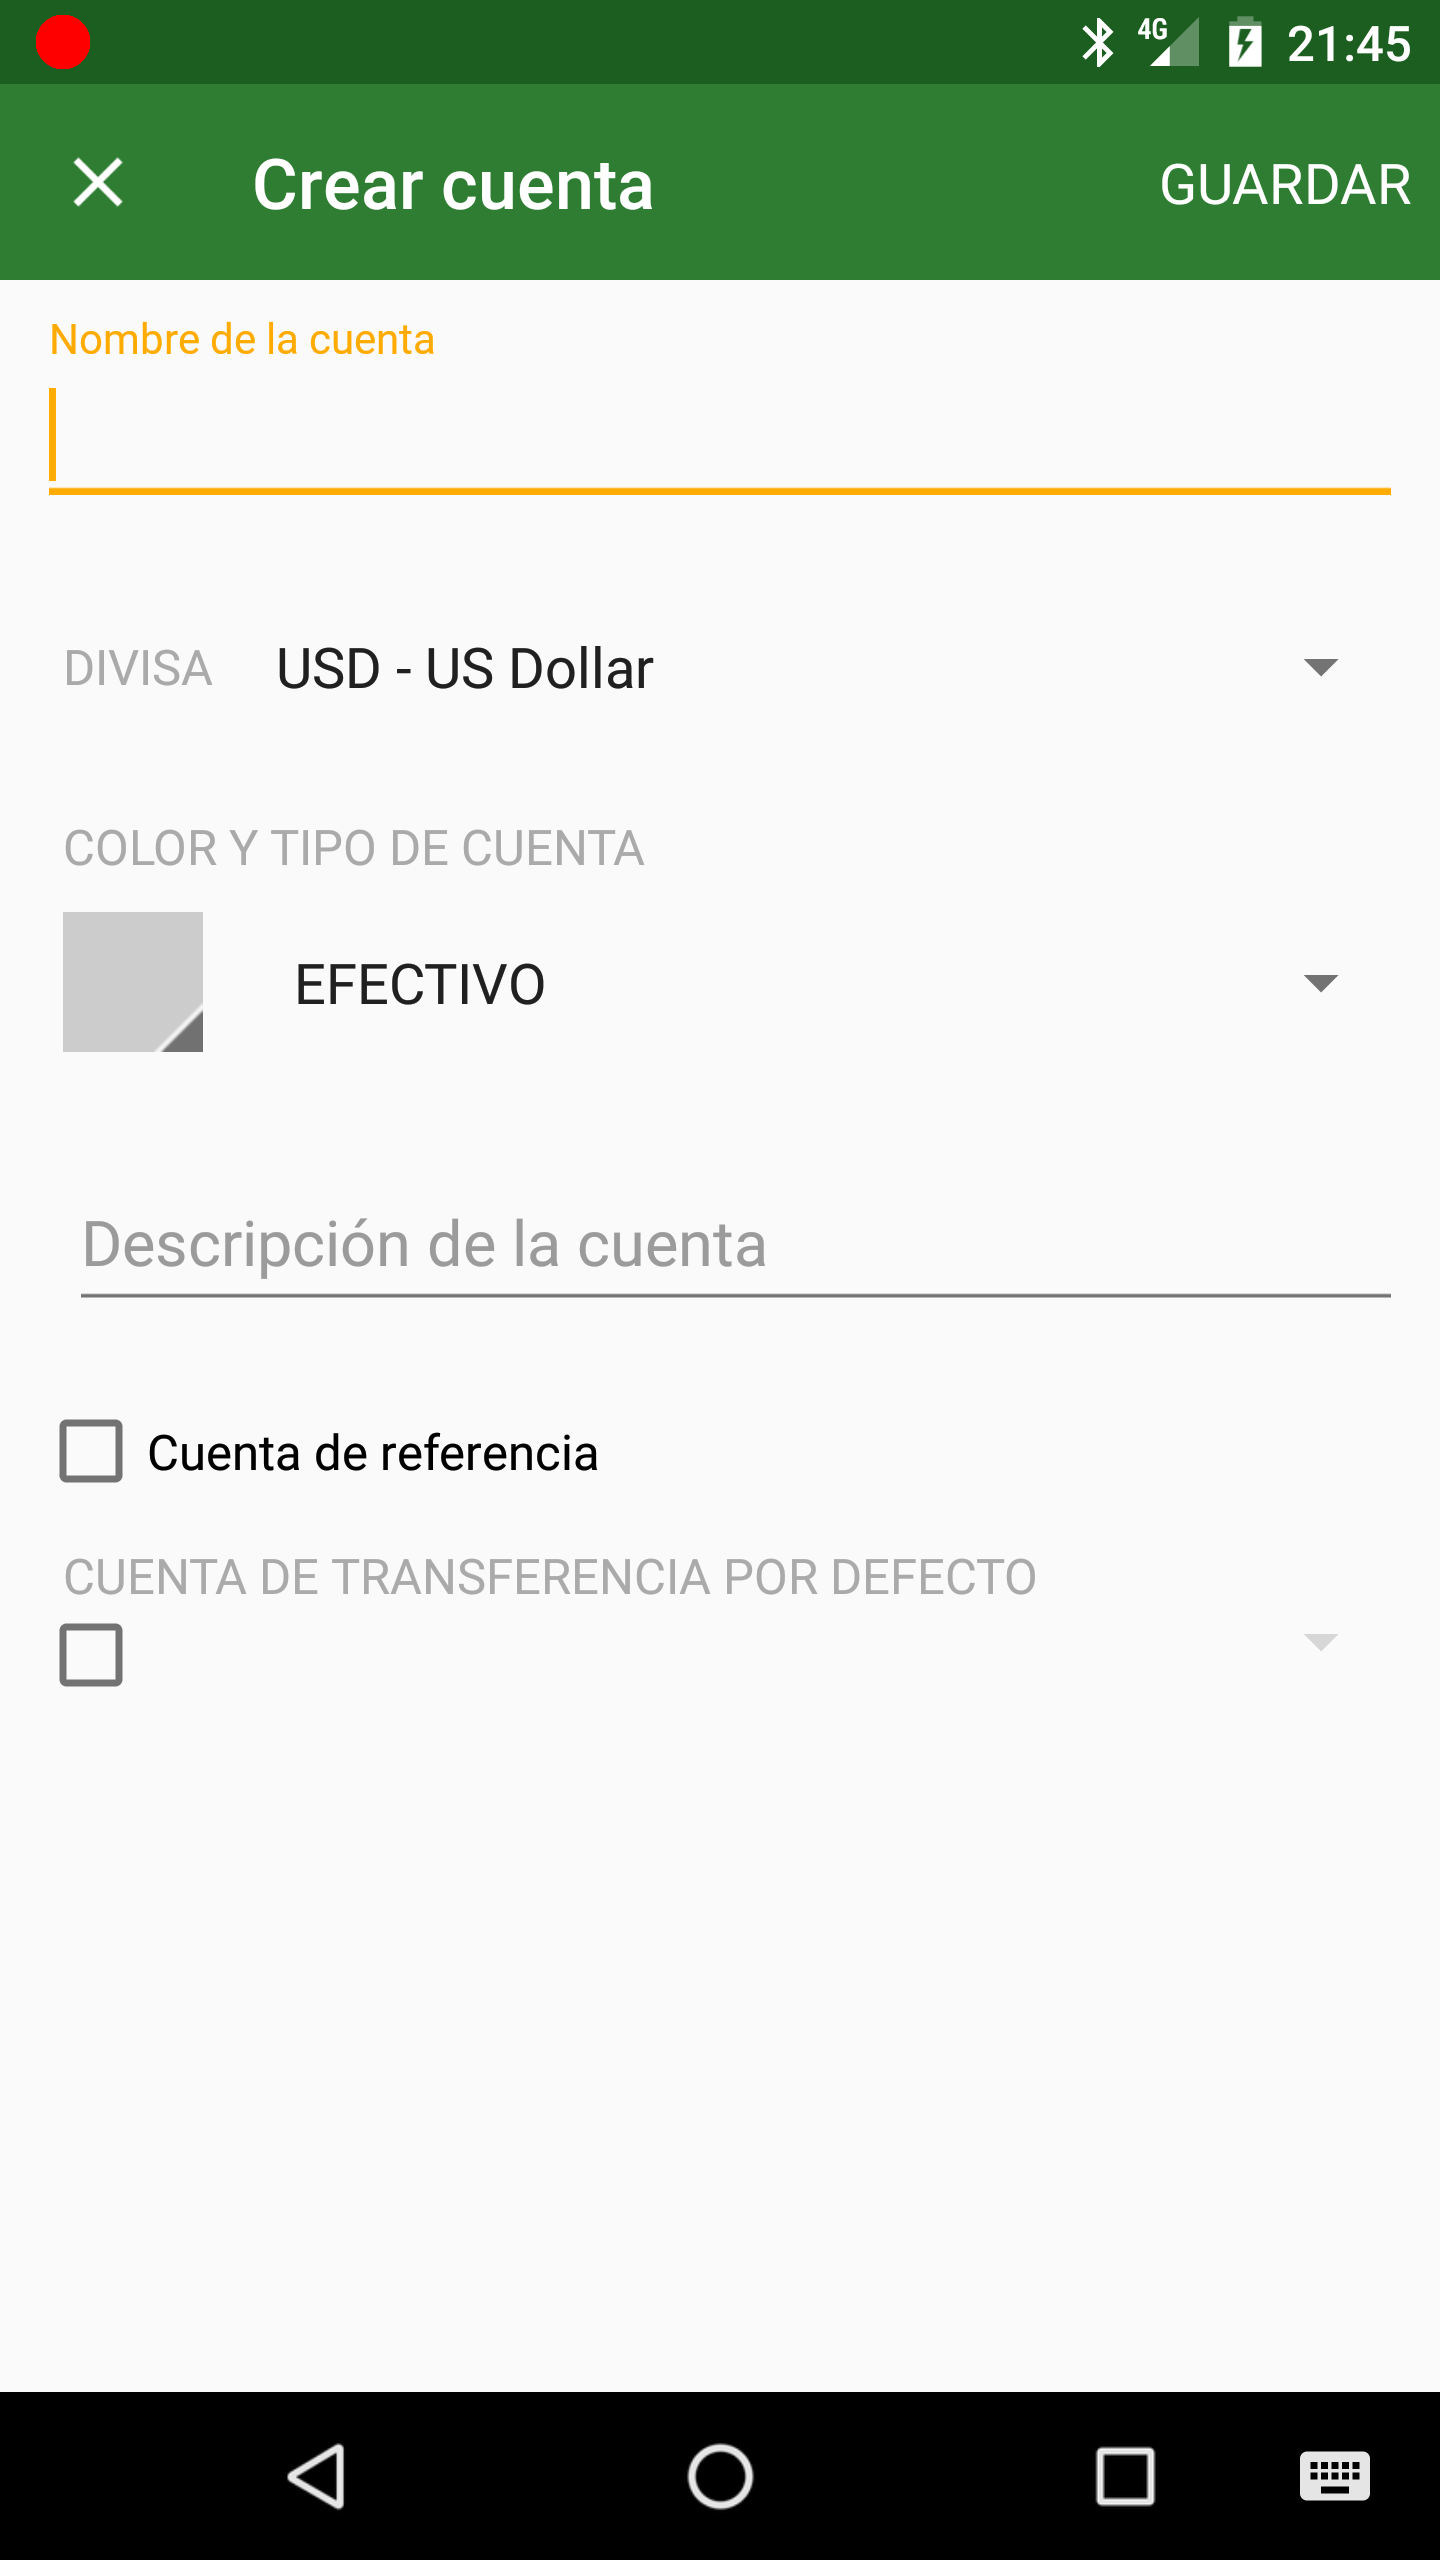 4G 21:45
Crear cuenta GUARDAR
Nombre de la cuenta
DIVISA USD - US Dollar
COLOR Y TIPO DE CUENTA
EFECTIVO
Descripción de la cuenta
Cuenta de referencia
CUENTA DE TRANSFERENCIA POR DEFECTO